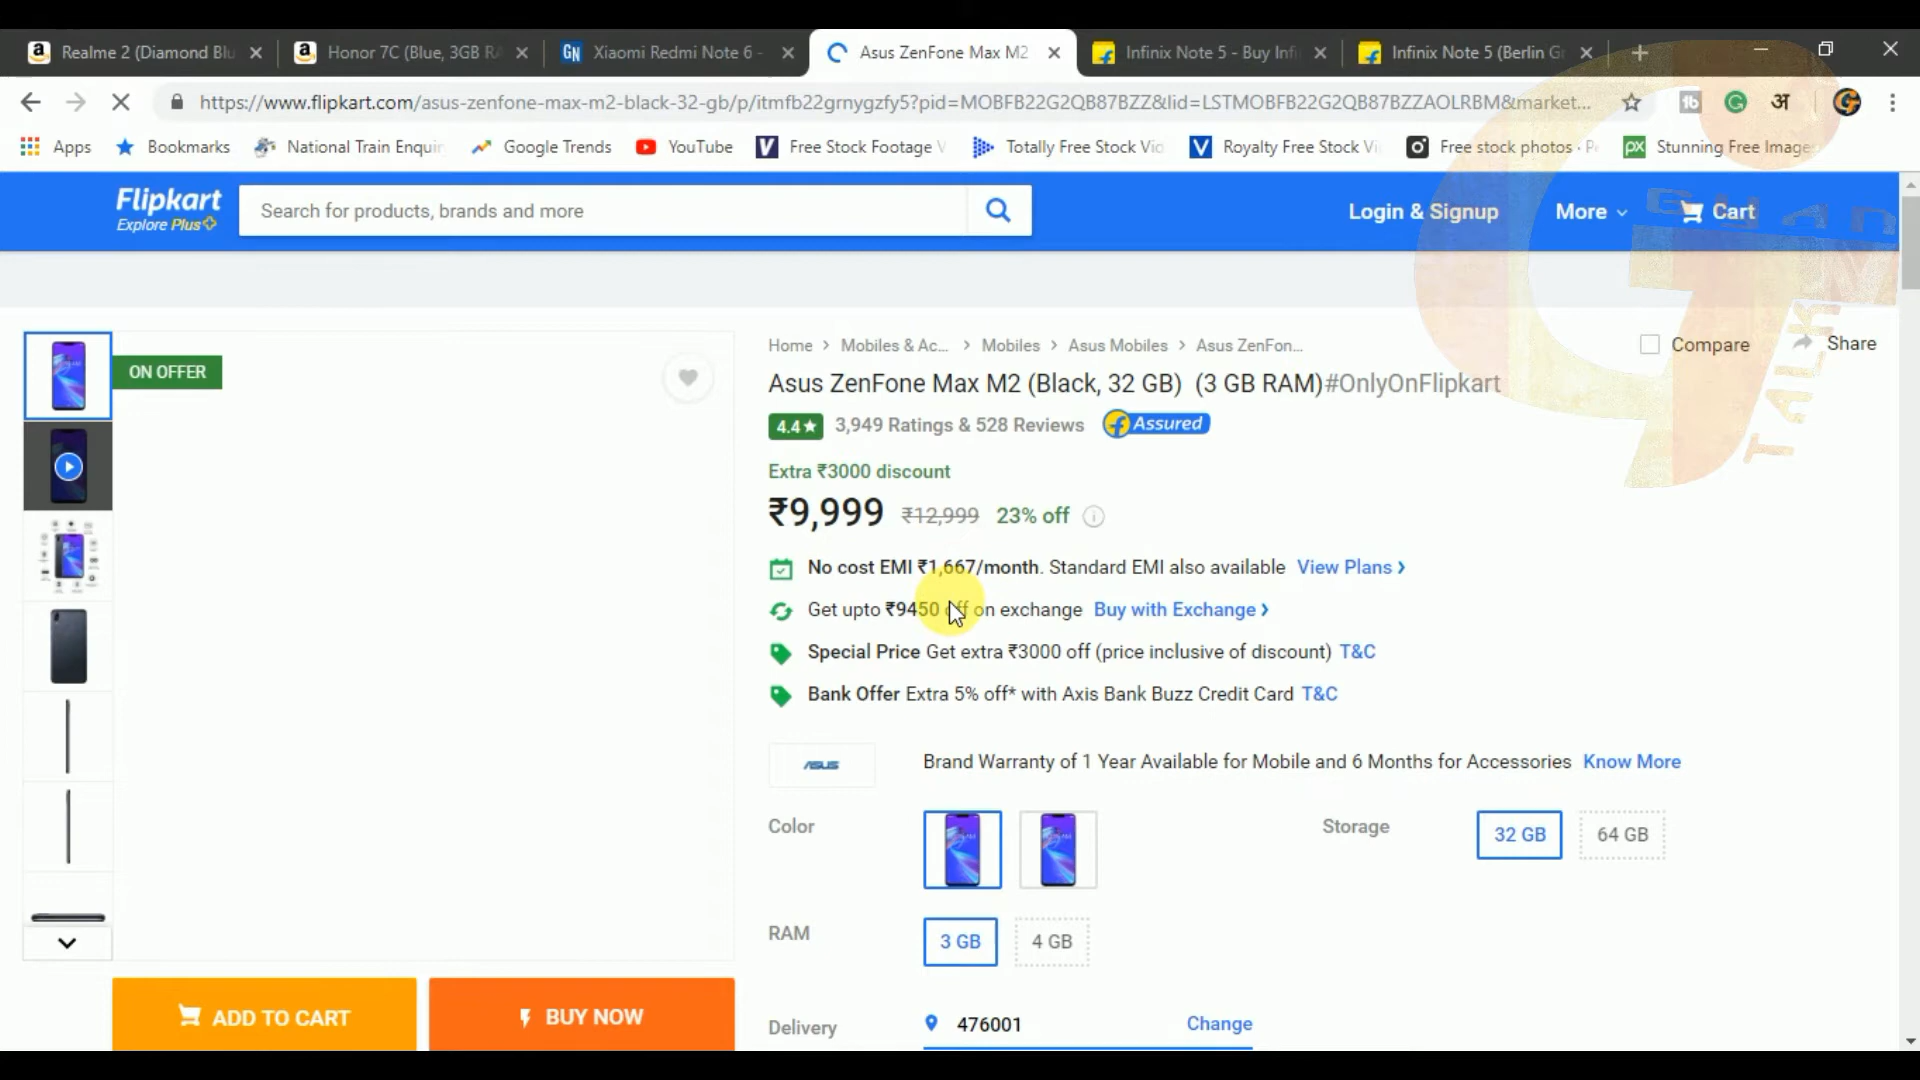 Realme 2 (Diamond Blu
Honor 7C (Blue, 3GB RA
GN Xiaomi Redmi Note 6 -
Asus ZenFone Max M2
Infinix Note 5 - Buy Infi
Infinix Note 5 (Berlin Gr
https://www.flipkart.com/asus-zenfone-max-m2-black-32-gb/p/itmfb22grnygzfy5?pid=MOBFB22G2QB87BZZ&lid=LSTMOBFB22G2QB87BZZAOLRBM&market...
अ
Apps
Bookmarks
National Train Enquir
Google Trends
YouTube
Free Stock Footage V
Totally Free Stock Vid
Royalty Free Stock Vi
Free stock photos · Pe
Stunning Free Image
Flipkart
Explore Plus
Search for products, brands and more
Login & Signup
More
Cart
GYAN
TALK
ON OFFER
Home > Mobiles & Ac... > Mobiles > Asus Mobiles > Asus ZenFon...
Compare
Share
Asus ZenFone Max M2 (Black, 32 GB) (3 GB RAM)#OnlyOnFlipkart
4.4★ 3,949 Ratings & 528 Reviews Assured
Extra ₹3000 discount
₹9,999 ₹12,999 23% off
No cost EMI ₹1,667/month. Standard EMI also available View Plans >
Get upto ₹9450 off on exchange Buy with Exchange >
Special Price Get extra ₹3000 off (price inclusive of discount) T&C
Bank Offer Extra 5% off* with Axis Bank Buzz Credit Card T&C
ASUS
Brand Warranty of 1 Year Available for Mobile and 6 Months for Accessories Know More
Color
Storage 32 GB 64 GB
RAM 3 GB 4 GB
Delivery 476001 Change
ADD TO CART
BUY NOW